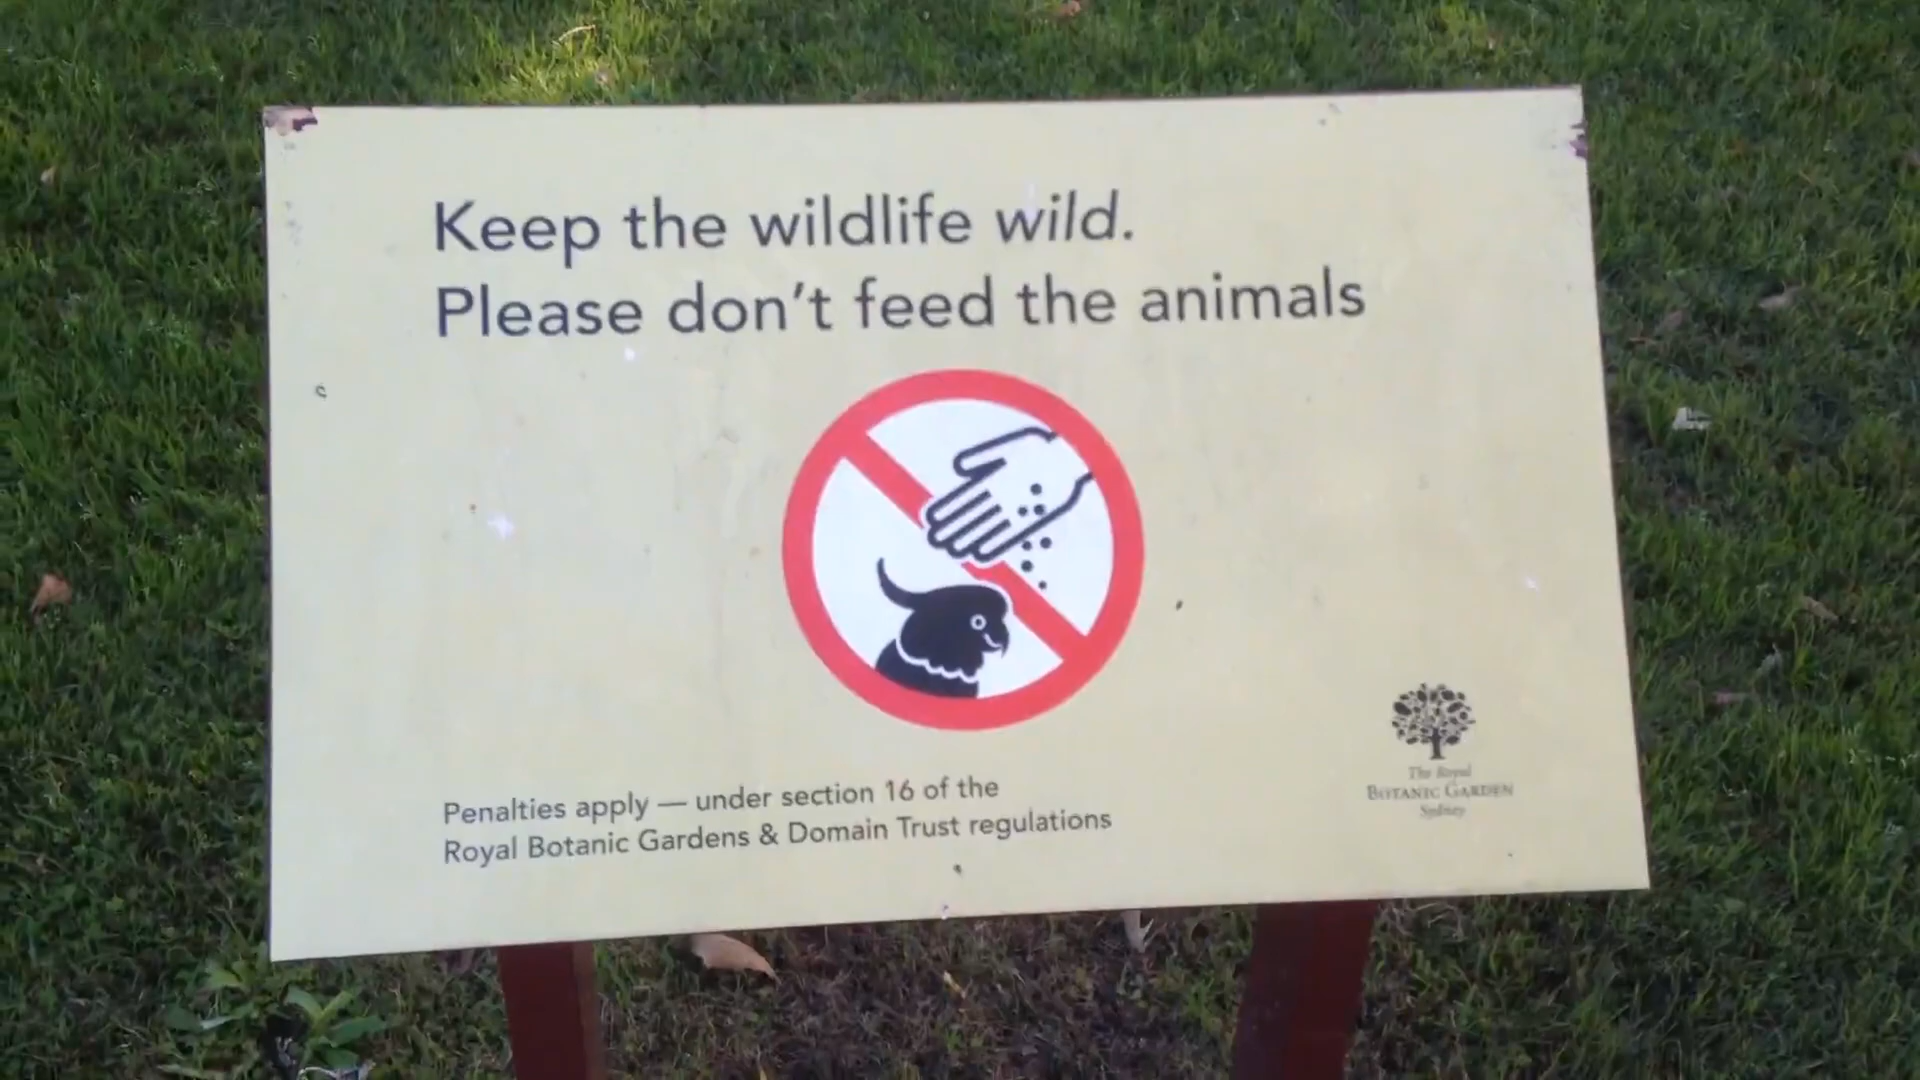 Keep the wildlife wild.
Please don't feed the animals
Penalties apply — under section 16 of the
Royal Botanic Gardens & Domain Trust regulations
The Royal
BOTANIC GARDEN
Sydney